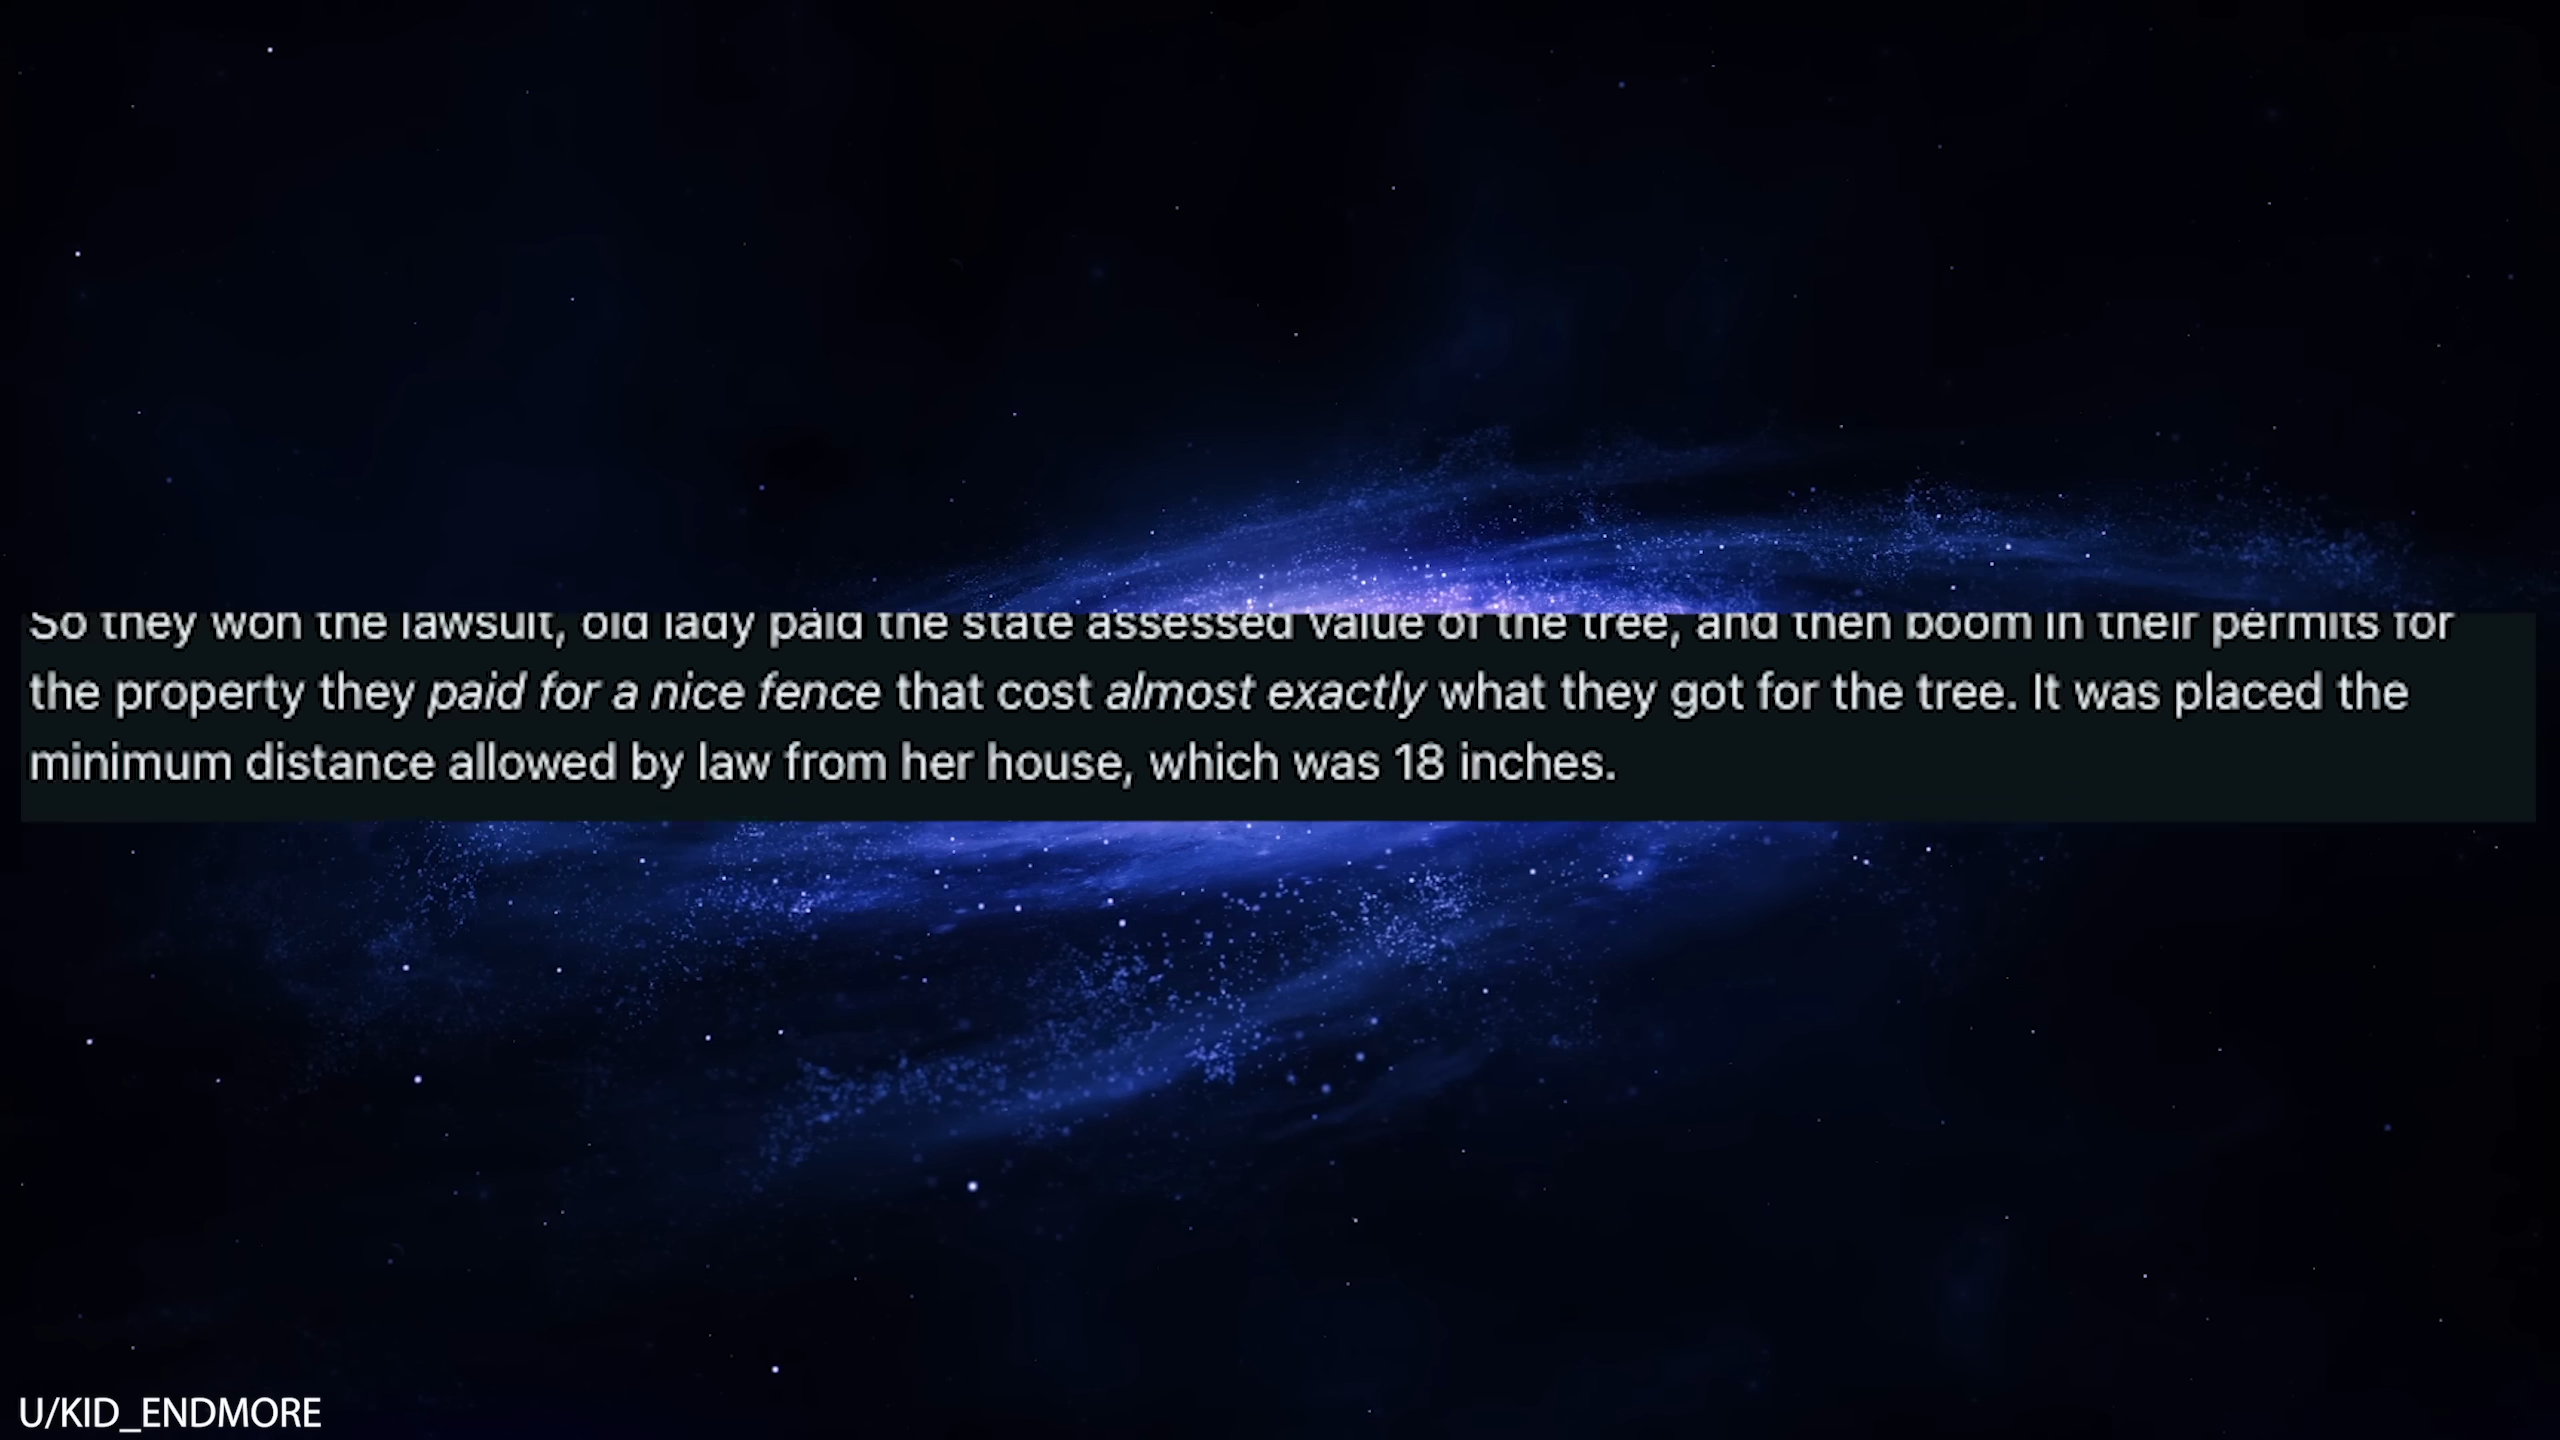 So they won the lawsuit, old lady paid the state assessed value of the tree, and then boom in their permits for
the property they paid for a nice fence that cost almost exactly what they got for the tree. It was placed the
minimum distance allowed by law from her house, which was 18 inches.
U/KID_ENDMORE